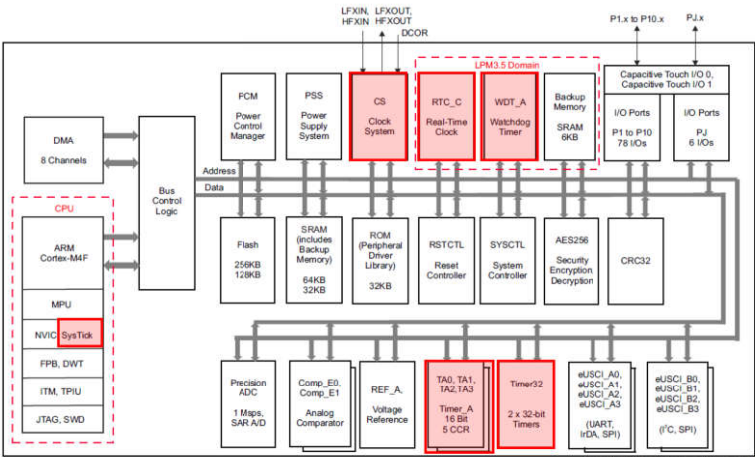 LFXIN,
HFXIN
LFXOUT,
HFXOUT
DCOR
P1.x to P10.x
PJ.x
LPM3.5 Domain
DMA
8 Channels
Bus
Control
Logic
Address
Data
PCM
Power
Control
Manager
PSS
Power
Supply
System
CS
Clock
System
RTC_C
Real-Time
Clock
WDT_A
Watchdog
Timer
Backup
Memory
SRAM
6KB
Capacitive Touch I/O 0,
Capacitive Touch I/O 1
I/O Ports
P1 to P10
78 I/Os
I/O Ports
PJ
6 I/Os
CPU
ARM
Cortex-M4F
MPU
NVIC, SysTick
FPB, DWT
ITM, TPIU
JTAG, SWD
Flash
256KB
128KB
SRAM
(includes
Backup
Memory)
64KB
32KB
ROM
(Peripheral
Driver
Library)
32KB
RSTCTL
Reset
Controller
SYSCTL
System
Controller
AES256
Security
Encryption
Decryption
CRC32
Precision
ADC
1 Msps,
SAR A/D
Comp_E0,
Comp_E1
Analog
Comparator
REF_A,
Voltage
Reference
TA0, TA1,
TA2,TA3
Timer_A
16 Bit
5 CCR
Timer32
2 x 32-bit
Timers
eUSCI_A0,
eUSCI_A1,
eUSCI_A2,
eUSCI_A3
(UART,
IrDA, SPI)
eUSCI_B0,
eUSCI_B1,
eUSCI_B2,
eUSCI_B3
(I²C, SPI)